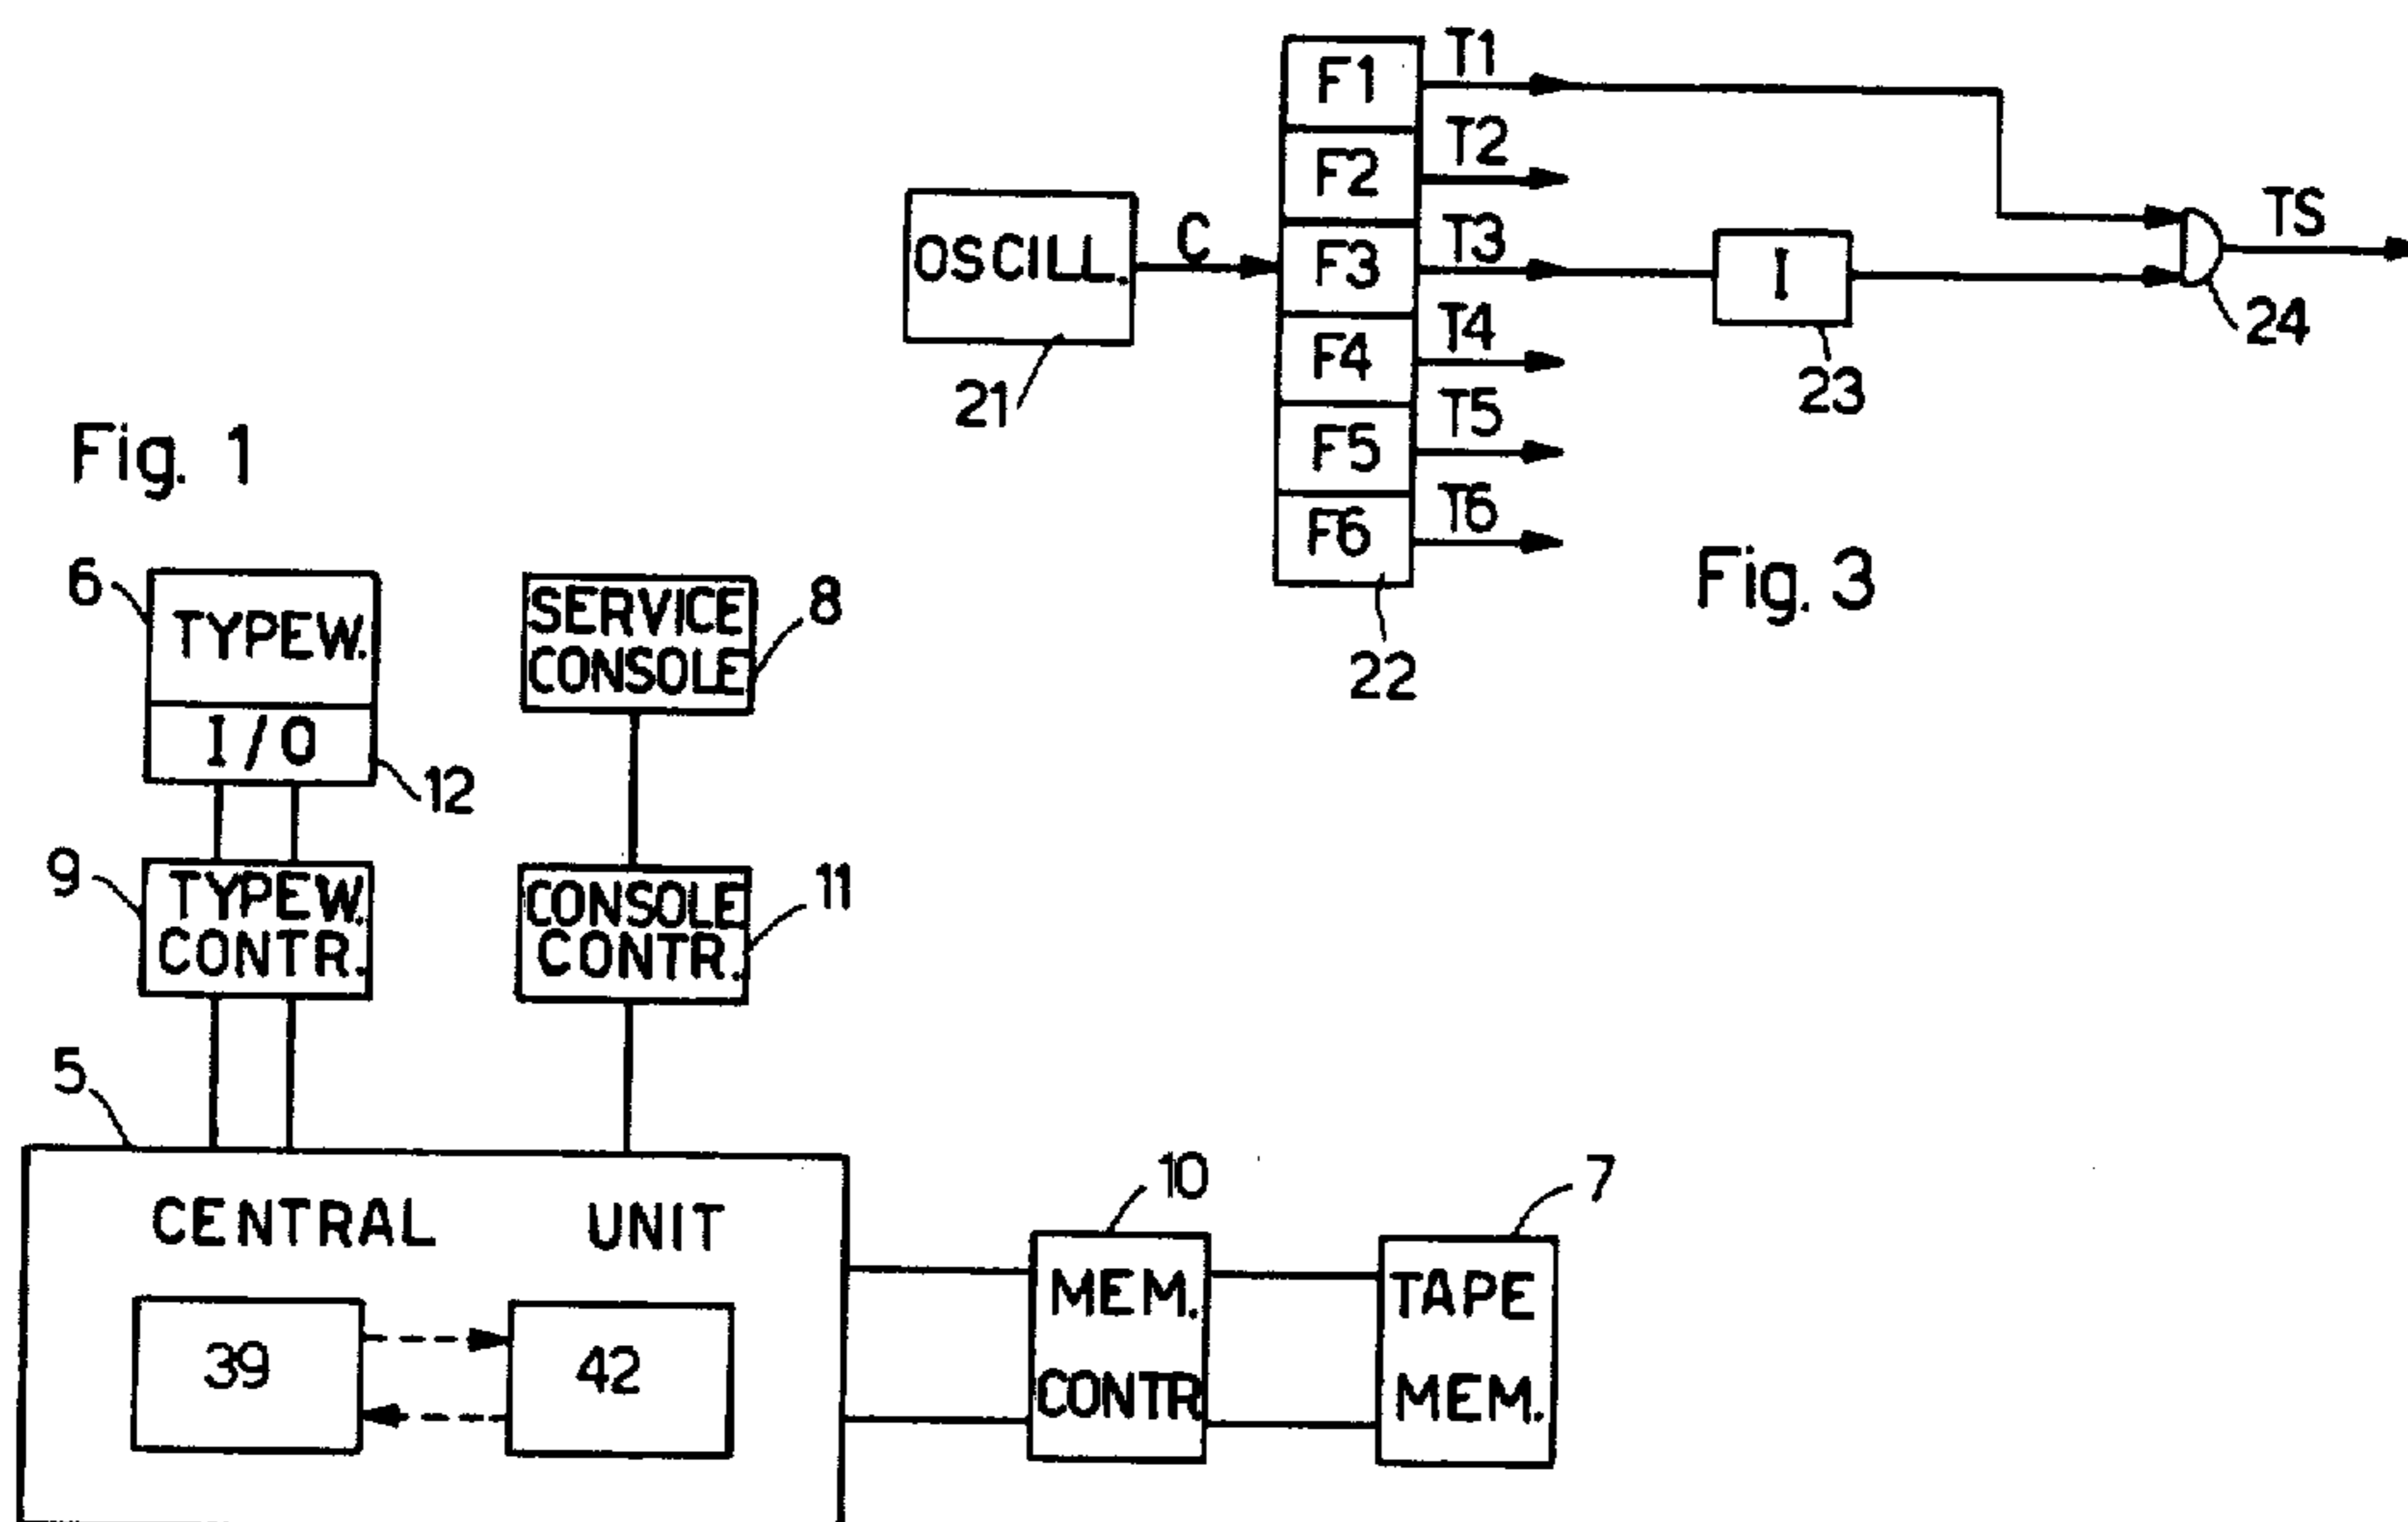 F1
T1
F2
T2
OSCILL.
C
F3
T3
I
TS
24
F4
T4
23
21
F5
T5
F6
T6
22
Fig. 3
Fig. 1
6
TYPEW.
I/O
12
SERVICE
CONSOLE
8
9
TYPEW.
CONTR.
CONSOLE
CONTR.
11
5
CENTRAL UNIT
39
42
10
MEM.
CONTR
7
TAPE
MEM.